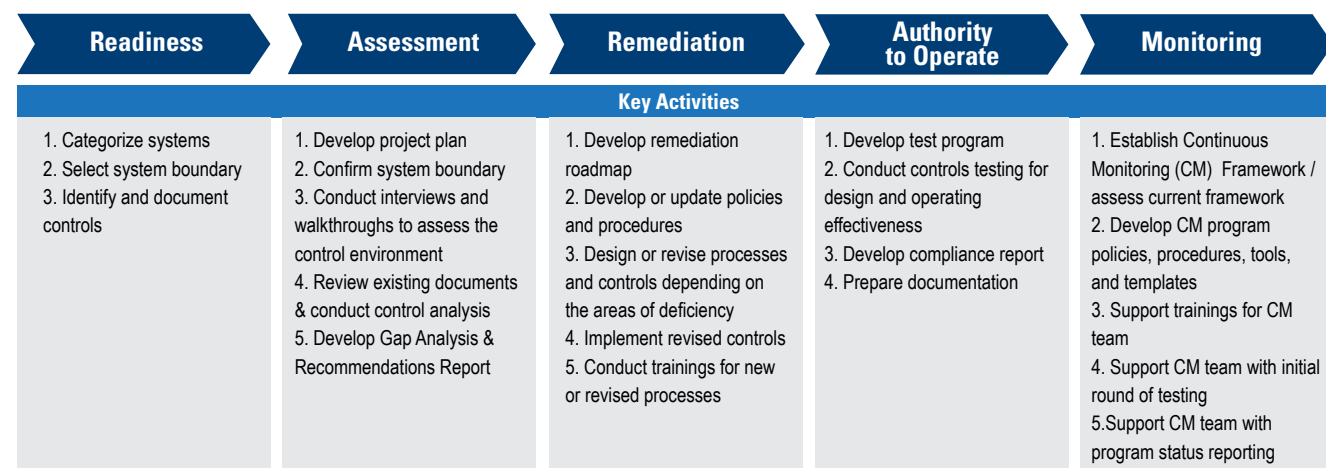 Readiness
Assessment
Remediation
Authority
to Operate
Monitoring
Key Activities
1. Categorize systems
2. Select system boundary
3. Identify and document
controls
1. Develop project plan
2. Confirm system boundary
3. Conduct interviews and
walkthroughs to assess the
control environment
4. Review existing documents
& conduct control analysis
5. Develop Gap Analysis &
Recommendations Report
1. Develop remediation
roadmap
2. Develop or update policies
and procedures
3. Design or revise processes
and controls depending on
the areas of deficiency
4. Implement revised controls
5. Conduct trainings for new
or revised processes
1. Develop test program
2. Conduct controls testing for
design and operating
effectiveness
3. Develop compliance report
4. Prepare documentation
1. Establish Continuous
Monitoring (CM) Framework /
assess current framework
2. Develop CM program
policies, procedures, tools,
and templates
3. Support trainings for CM
team
4. Support CM team with initial
round of testing
5.Support CM team with
program status reporting